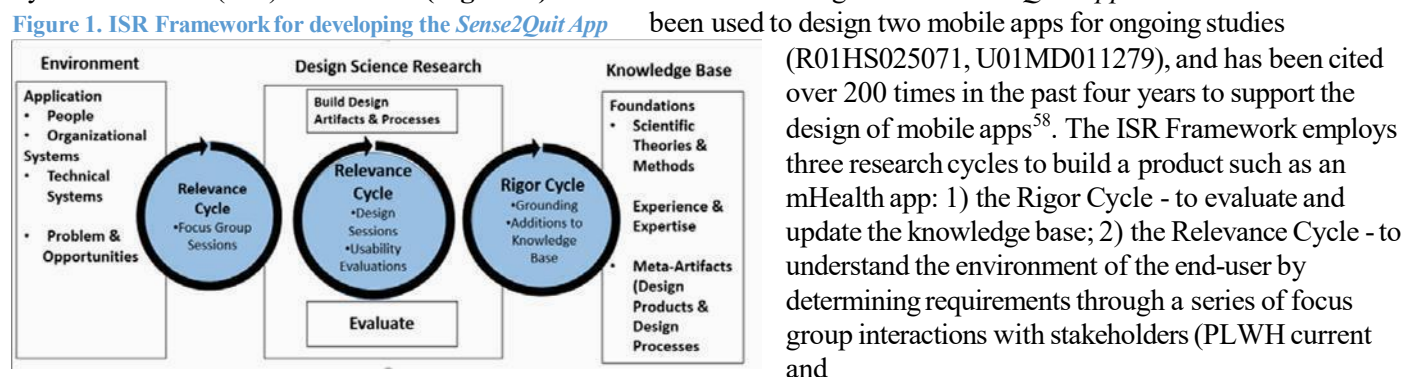 Figure 1. ISR Framework for developing the Sense2Quit App
Environment
Application
• People
• Organizational
Systems
• Technical
Systems
• Problem &
Opportunities
Relevance
Cycle
•Focus Group
Sessions
Design Science Research
Build Design
Artifacts & Processes
Relevance
Cycle
•Design
Sessions
•Usability
Evaluations
Evaluate
Rigor Cycle
•Grounding
•Additions to
Knowledge
Base
Knowledge Base
Foundations
• Scientific
Theories &
Methods
Experience &
Expertise
• Meta-Artifacts
(Design
Products &
Design
Processes
been used to design two mobile apps for ongoing studies
(R01HS025071, U01MD011279), and has been cited
over 200 times in the past four years to support the
design of mobile apps58. The ISR Framework employs
three research cycles to build a product such as an
mHealth app: 1) the Rigor Cycle - to evaluate and
update the knowledge base; 2) the Relevance Cycle - to
understand the environment of the end-user by
determining requirements through a series of focus
group interactions with stakeholders (PLWH current
and